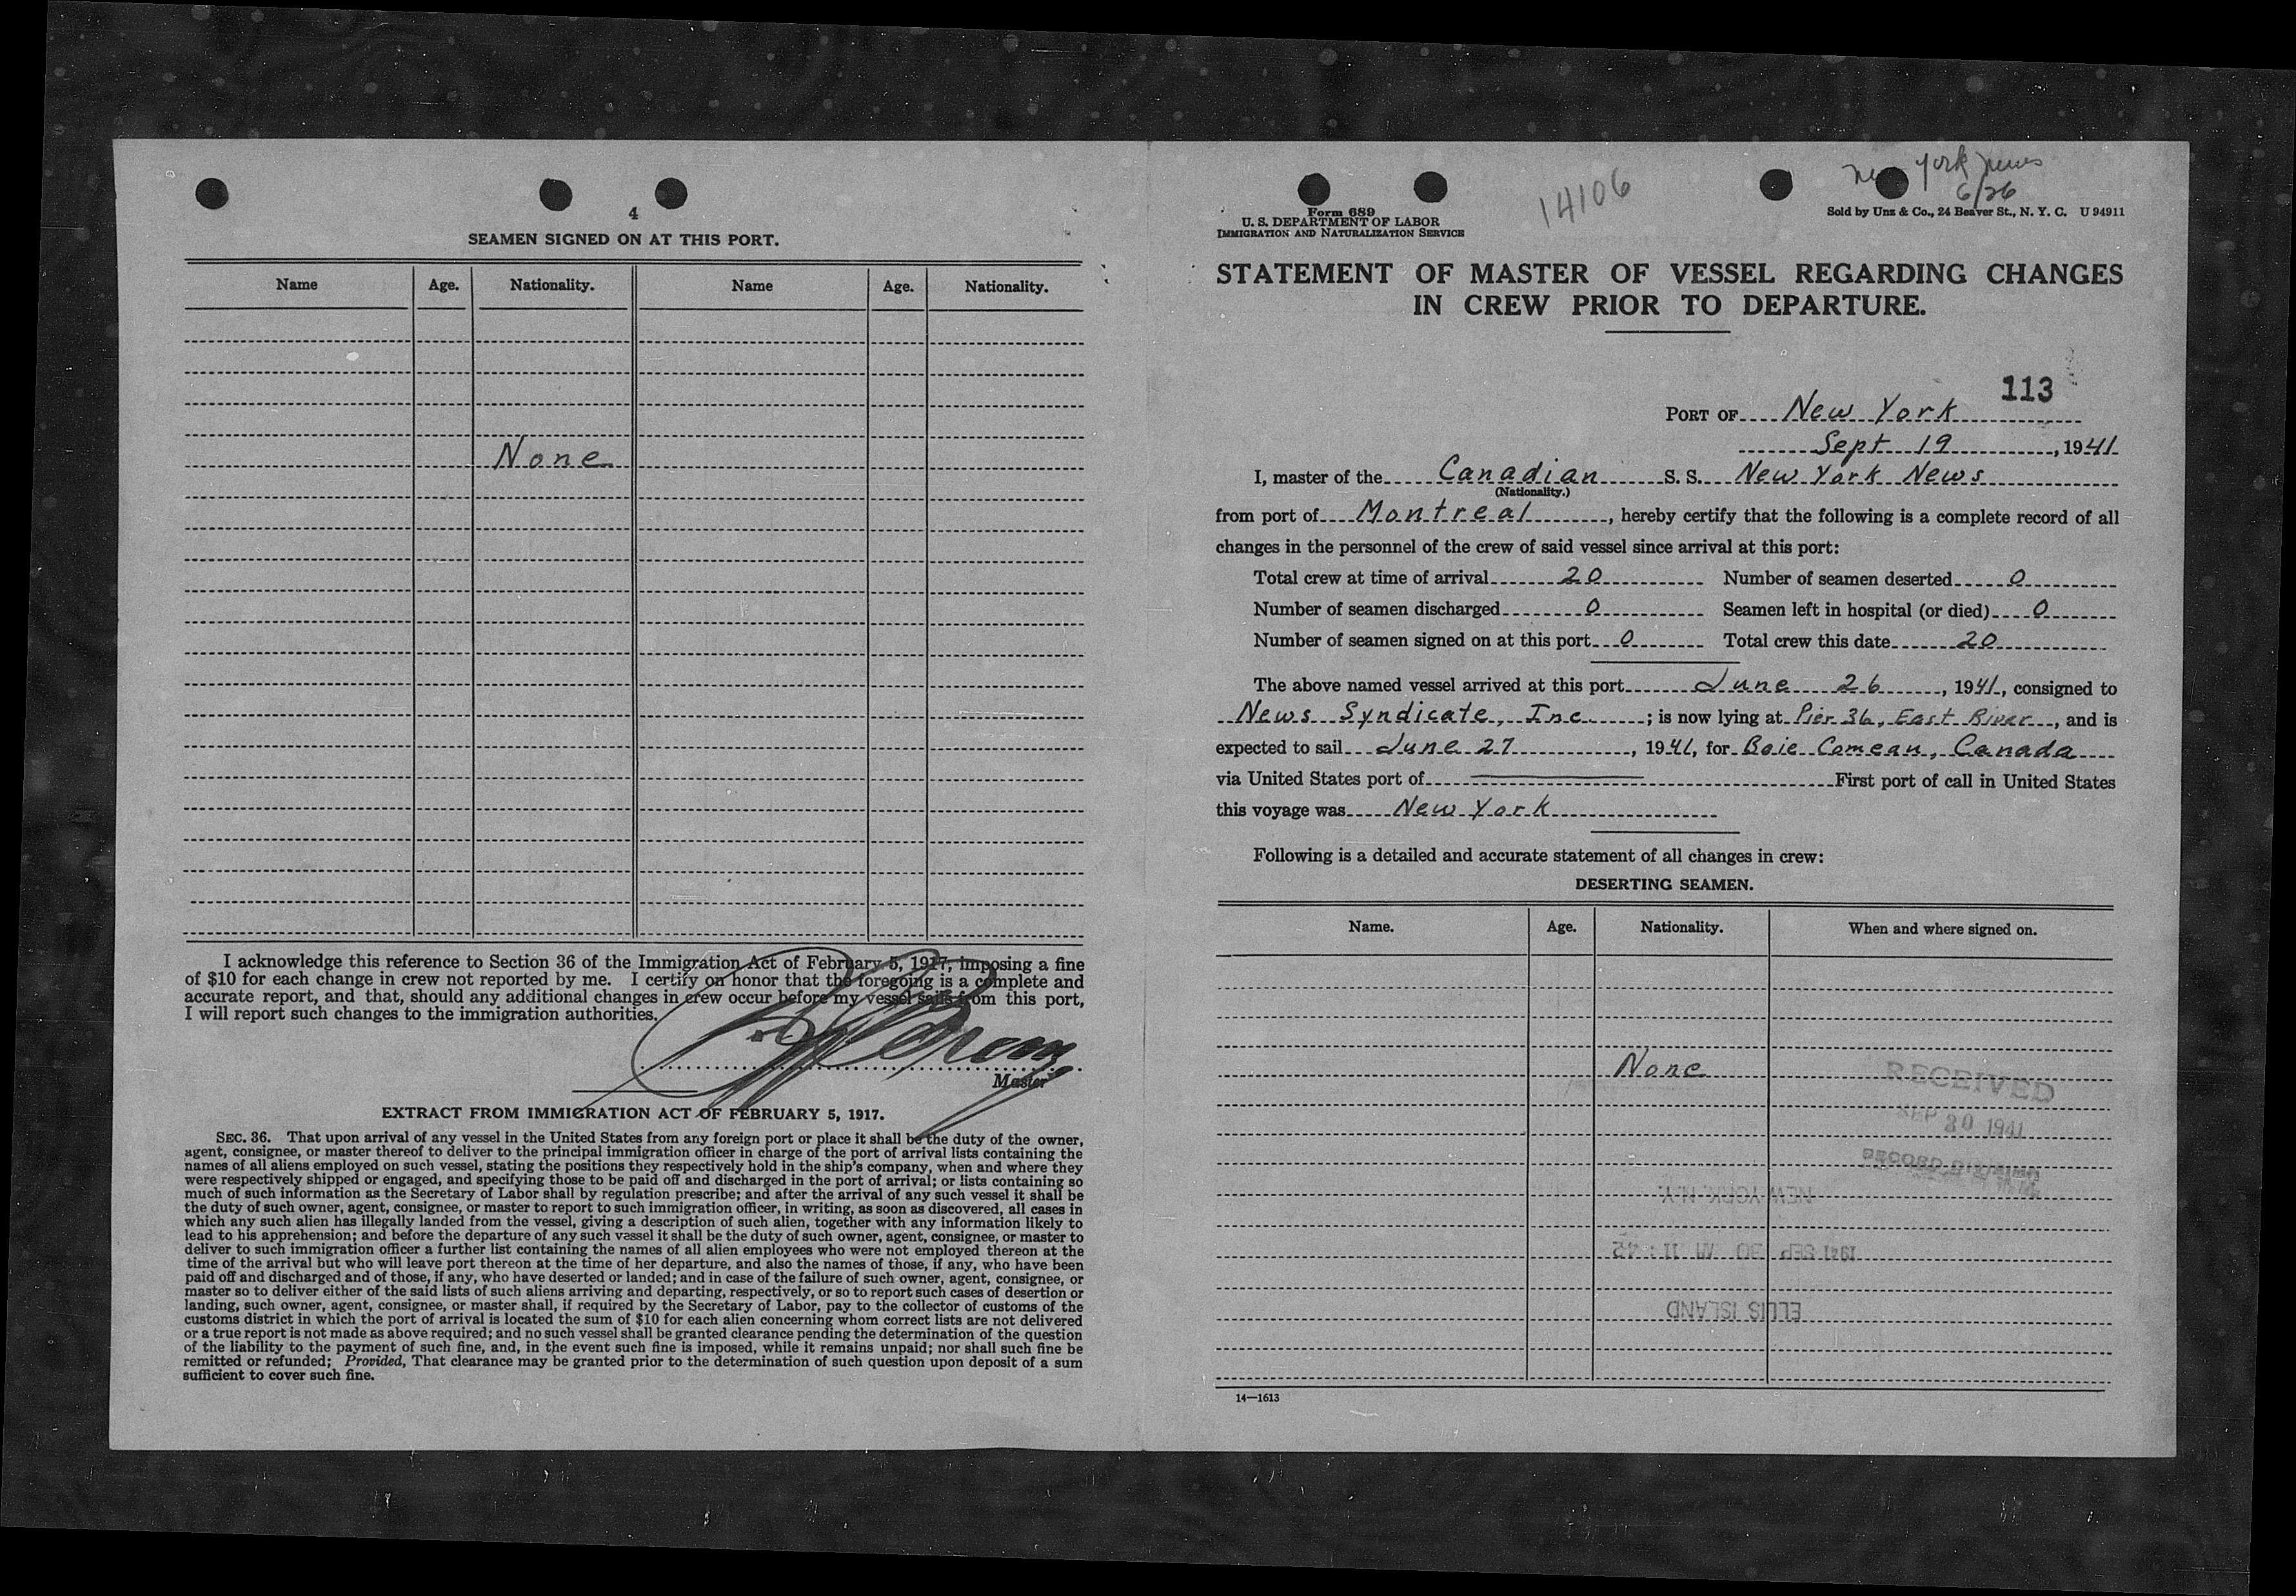 4
SEAMEN SIGNED ON AT THIS PORT.
Name Age. Nationality. Name Age. Nationality.
None
I acknowledge this reference to Section 36 of the Immigration Act of February 5, 1917, imposing a fine
of $10 for each change in crew not reported by me. I certify on honor that the foregoing is a complete and
accurate report, and that, should any additional changes in crew occur before my vessel sails from this port,
I will report such changes to the immigration authorities.
Master
EXTRACT FROM IMMIGRATION ACT OF FEBRUARY 5, 1917.
SEC. 36. That upon arrival of any vessel in the United States from any foreign port or place it shall be the duty of the owner,
agent, consignee, or master thereof to deliver to the principal immigration officer in charge of the port of arrival lists containing the
names of all aliens employed on such vessel, stating the positions they respectively hold in the ship's company, when and where they
were respectively shipped or engaged, and specifying those to be paid off and discharged in the port of arrival; or lists containing so
much of such information as the Secretary of Labor shall by regulation prescribe; and after the arrival of any such vessel it shall be
the duty of such owner, agent, consignee, or master to report to such immigration officer, in writing, as soon as discovered, all cases in
which any such alien has illegally landed from the vessel, giving a description of such alien, together with any information likely to
lead to his apprehension; and before the departure of any such vessel it shall be the duty of such owner, agent, consignee, or master to
deliver to such immigration officer a further list containing the names of all alien employees who were not employed thereon at the
time of the arrival but who will leave port thereon at the time of her departure, and also the names of those, if any, who have been
paid off and discharged and of those, if any, who have deserted or landed; and in case of the failure of such owner, agent, consignee, or
master so to deliver either of the said lists of such aliens arriving and departing, respectively, or so to report such cases of desertion or
landing, such owner, agent, consignee, or master shall, if required by the Secretary of Labor, pay to the collector of customs of the
customs district in which the port of arrival is located the sum of $10 for each alien concerning whom correct lists are not delivered
or a true report is not made as above required; and no such vessel shall be granted clearance pending the determination of the question
of the liability to the payment of such fine, and, in the event such fine is imposed, while it remains unpaid; nor shall such fine be
remitted or refunded; Provided, That clearance may be granted prior to the determination of such question upon deposit of a sum
sufficient to cover such fine.
New York News
6/26
14106
Form 689
U. S. DEPARTMENT OF LABOR
IMMIGRATION AND NATURALIZATION SERVICE
Sold by Unz & Co., 24 Beaver St., N. Y. C. U 94911
STATEMENT OF MASTER OF VESSEL REGARDING CHANGES
IN CREW PRIOR TO DEPARTURE.
113
PORT OF New York
Sept 19, 1941
I, master of the Canadian S. S. New York News
(Nationality.)
from port of Montreal, hereby certify that the following is a complete record of all
changes in the personnel of the crew of said vessel since arrival at this port:
Total crew at time of arrival 20 Number of seamen deserted 0
Number of seamen discharged 0 Seamen left in hospital (or died) 0
Number of seamen signed on at this port 0 Total crew this date 20
The above named vessel arrived at this port June 26, 1941, consigned to
News Syndicate, Inc.; is now lying at Pier 36, East River, and is
expected to sail June 27, 1941, for Baie Comeau, Canada
via United States port of First port of call in United States
this voyage was New York
Following is a detailed and accurate statement of all changes in crew:
DESERTING SEAMEN.
Name. Age. Nationality. When and where signed on.
None
RECEIVED
SEP 30 1941
RECORD DIVISION
NEW YORK, N.Y.
1941 SEP 30 AM 11:42
ELLIS ISLAND
14—1613